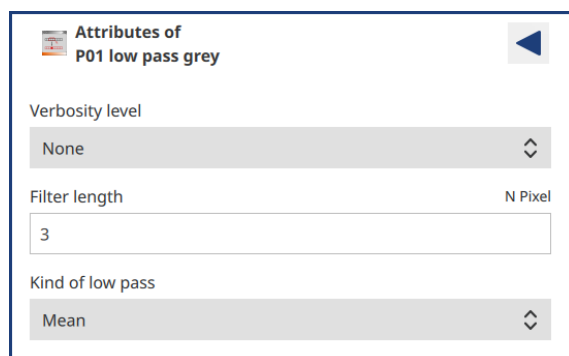 Attributes of
P01 low pass grey
Verbosity level
None
Filter length N Pixel
3
Kind of low pass
Mean